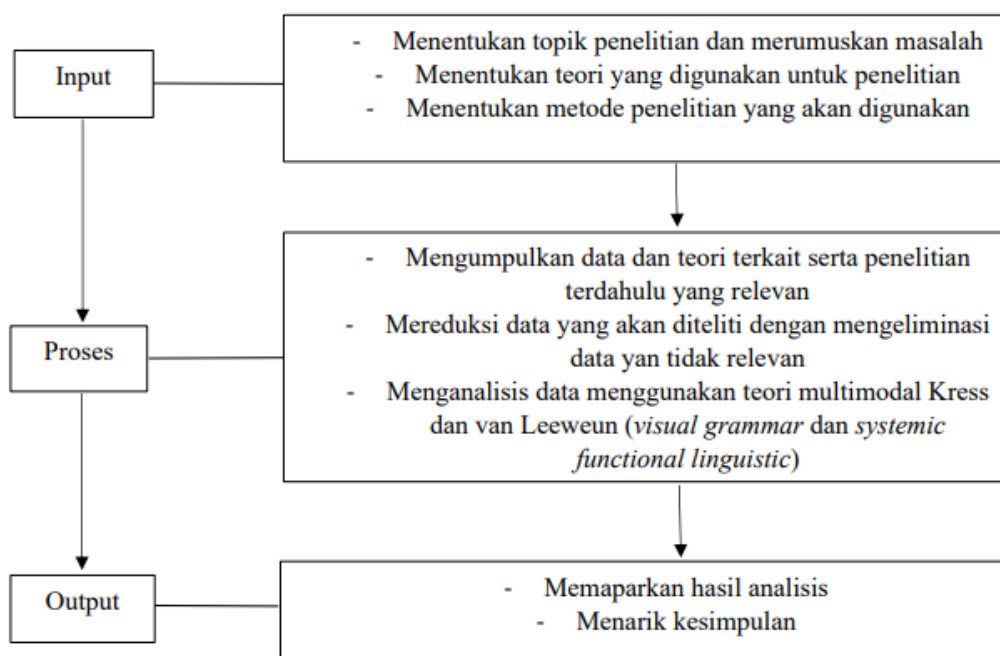 Input
- Menentukan topik penelitian dan merumuskan masalah
- Menentukan teori yang digunakan untuk penelitian
- Menentukan metode penelitian yang akan digunakan
Proses
- Mengumpulkan data dan teori terkait serta penelitian
terdahulu yang relevan
- Mereduksi data yang akan diteliti dengan mengeliminasi
data yan tidak relevan
- Menganalisis data menggunakan teori multimodal Kress
dan van Leeweun (visual grammar dan systemic
functional linguistic)
Output
- Memaparkan hasil analisis
- Menarik kesimpulan